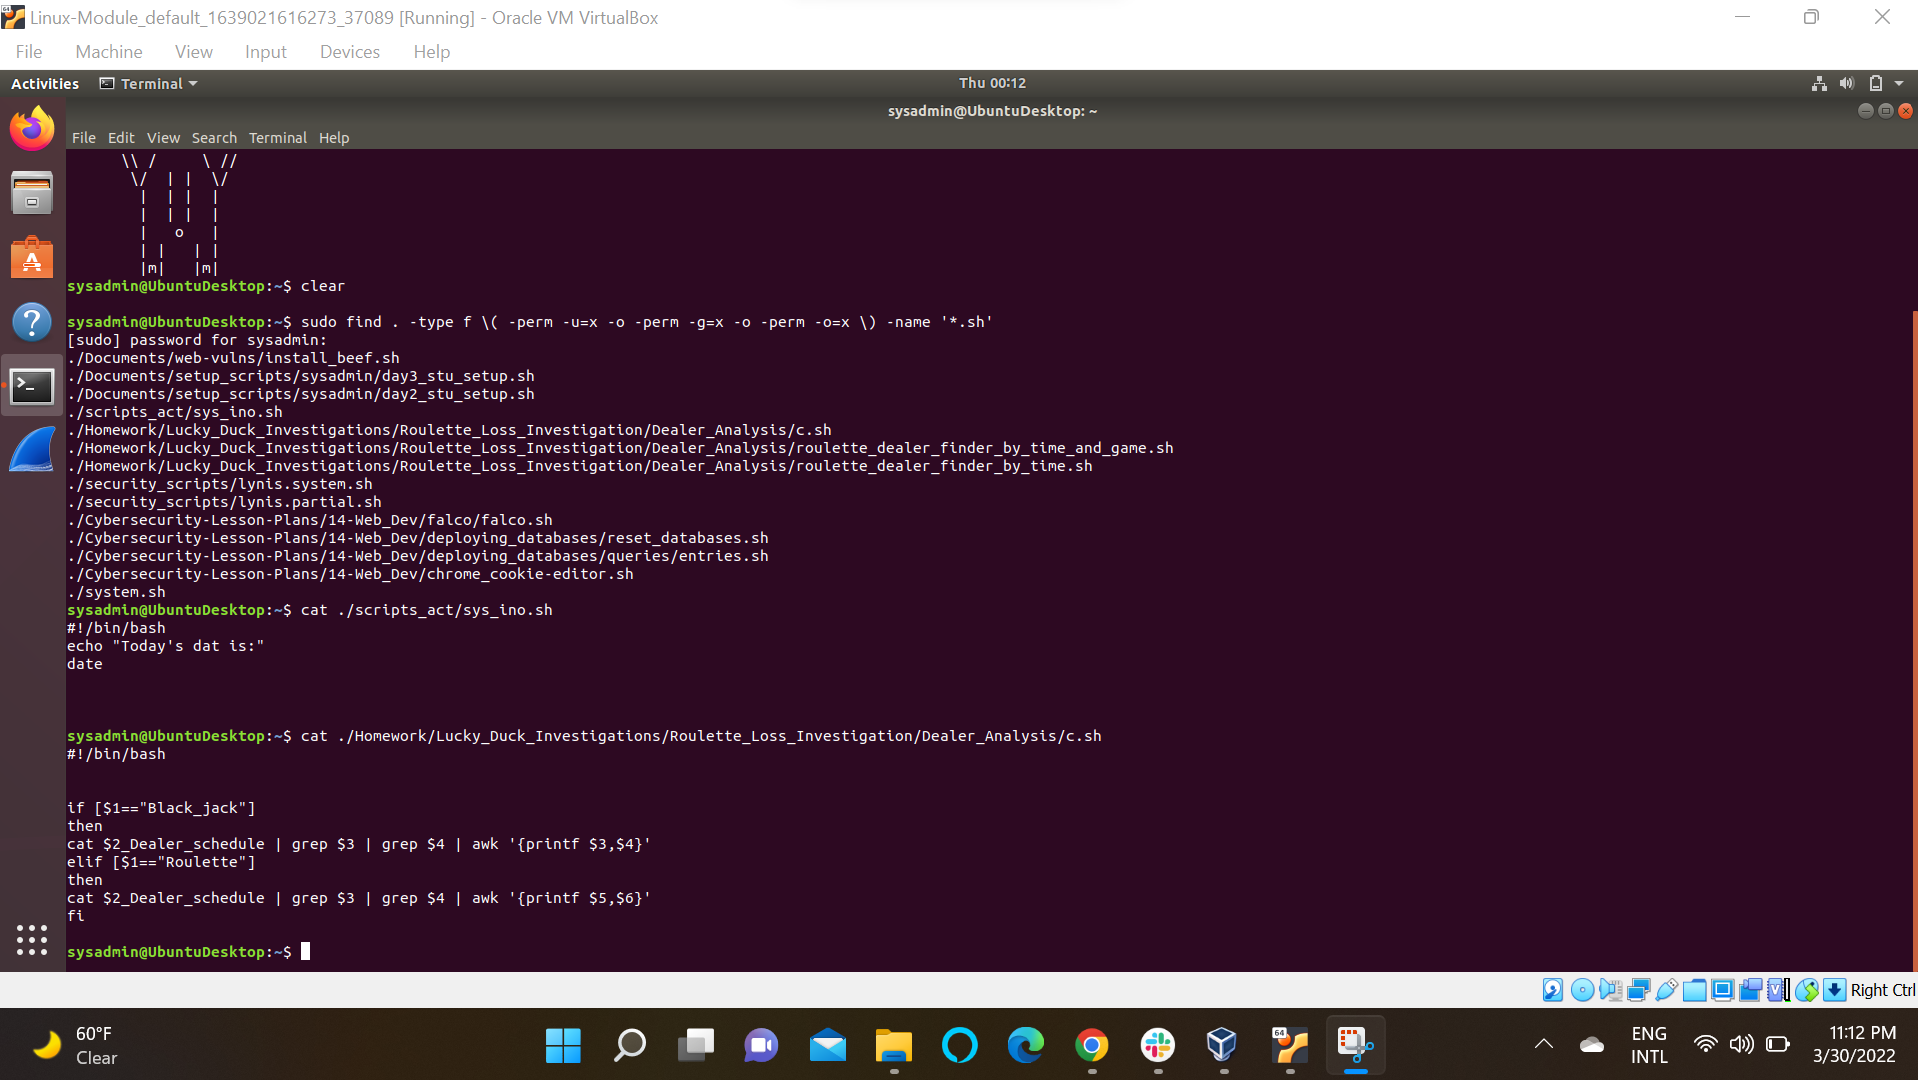 Linux-Module_default_1639021616273_37089 [Running] - Oracle VM VirtualBox
File Machine View Input Devices Help
Activities Terminal Thu 00:12
sysadmin@UbuntuDesktop: ~
File Edit View Search Terminal Help
\\ /     \ //
\/  | |  \/
|  | |  |
|  | |  |
|   o   |
| |   | |
|m|   |m|
sysadmin@UbuntuDesktop:~$ clear
sysadmin@UbuntuDesktop:~$ sudo find . -type f \( -perm -u=x -o -perm -g=x -o -perm -o=x \) -name '*.sh'
[sudo] password for sysadmin:
./Documents/web-vulns/install_beef.sh
./Documents/setup_scripts/sysadmin/day3_stu_setup.sh
./Documents/setup_scripts/sysadmin/day2_stu_setup.sh
./scripts_act/sys_ino.sh
./Homework/Lucky_Duck_Investigations/Roulette_Loss_Investigation/Dealer_Analysis/c.sh
./Homework/Lucky_Duck_Investigations/Roulette_Loss_Investigation/Dealer_Analysis/roulette_dealer_finder_by_time_and_game.sh
./Homework/Lucky_Duck_Investigations/Roulette_Loss_Investigation/Dealer_Analysis/roulette_dealer_finder_by_time.sh
./security_scripts/lynis.system.sh
./security_scripts/lynis.partial.sh
./Cybersecurity-Lesson-Plans/14-Web_Dev/falco/falco.sh
./Cybersecurity-Lesson-Plans/14-Web_Dev/deploying_databases/reset_databases.sh
./Cybersecurity-Lesson-Plans/14-Web_Dev/deploying_databases/queries/entries.sh
./Cybersecurity-Lesson-Plans/14-Web_Dev/chrome_cookie-editor.sh
./system.sh
sysadmin@UbuntuDesktop:~$ cat ./scripts_act/sys_ino.sh
#!/bin/bash
echo "Today's dat is:"
date
sysadmin@UbuntuDesktop:~$ cat ./Homework/Lucky_Duck_Investigations/Roulette_Loss_Investigation/Dealer_Analysis/c.sh
#!/bin/bash
if [$1=="Black_jack"]
then
cat $2_Dealer_schedule | grep $3 | grep $4 | awk '{printf $3,$4}'
elif [$1=="Roulette"]
then
cat $2_Dealer_schedule | grep $3 | grep $4 | awk '{printf $5,$6}'
fi
sysadmin@UbuntuDesktop:~$
Right Ctrl
60°F
Clear
64
ENG
INTL
11:12 PM
3/30/2022